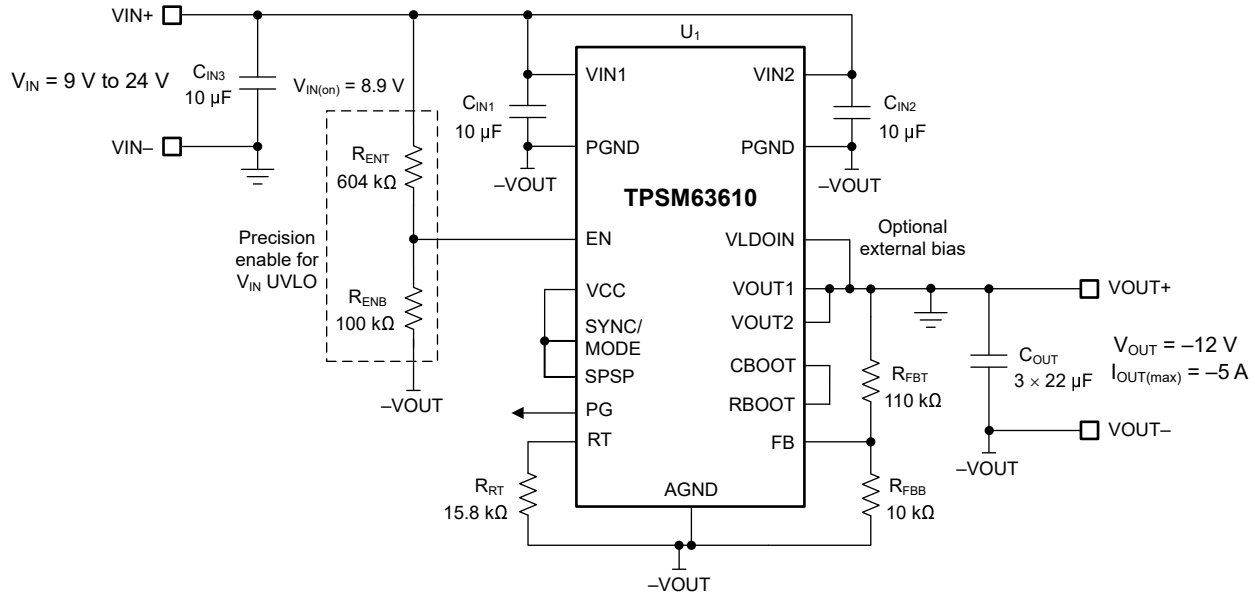 VIN+
U1
VIN1
VIN2
VIN = 9 V to 24 V
CIN3
10 µF
VIN(on) = 8.9 V
CIN1
10 µF
CIN2
10 µF
VIN–
PGND
PGND
–VOUT
–VOUT
RENT
604 kΩ
TPSM63610
Precision
enable for
VIN UVLO
EN
VLDOIN
Optional
external bias
RENB
100 kΩ
VCC
VOUT1
VOUT+
SYNC/
MODE
VOUT2
SPSP
CBOOT
RBOOT
RFBT
110 kΩ
COUT
3 × 22 µF
VOUT = –12 V
IOUT(max) = –5 A
–VOUT
PG
RT
FB
VOUT–
–VOUT
RRT
15.8 kΩ
AGND
RFBB
10 kΩ
–VOUT